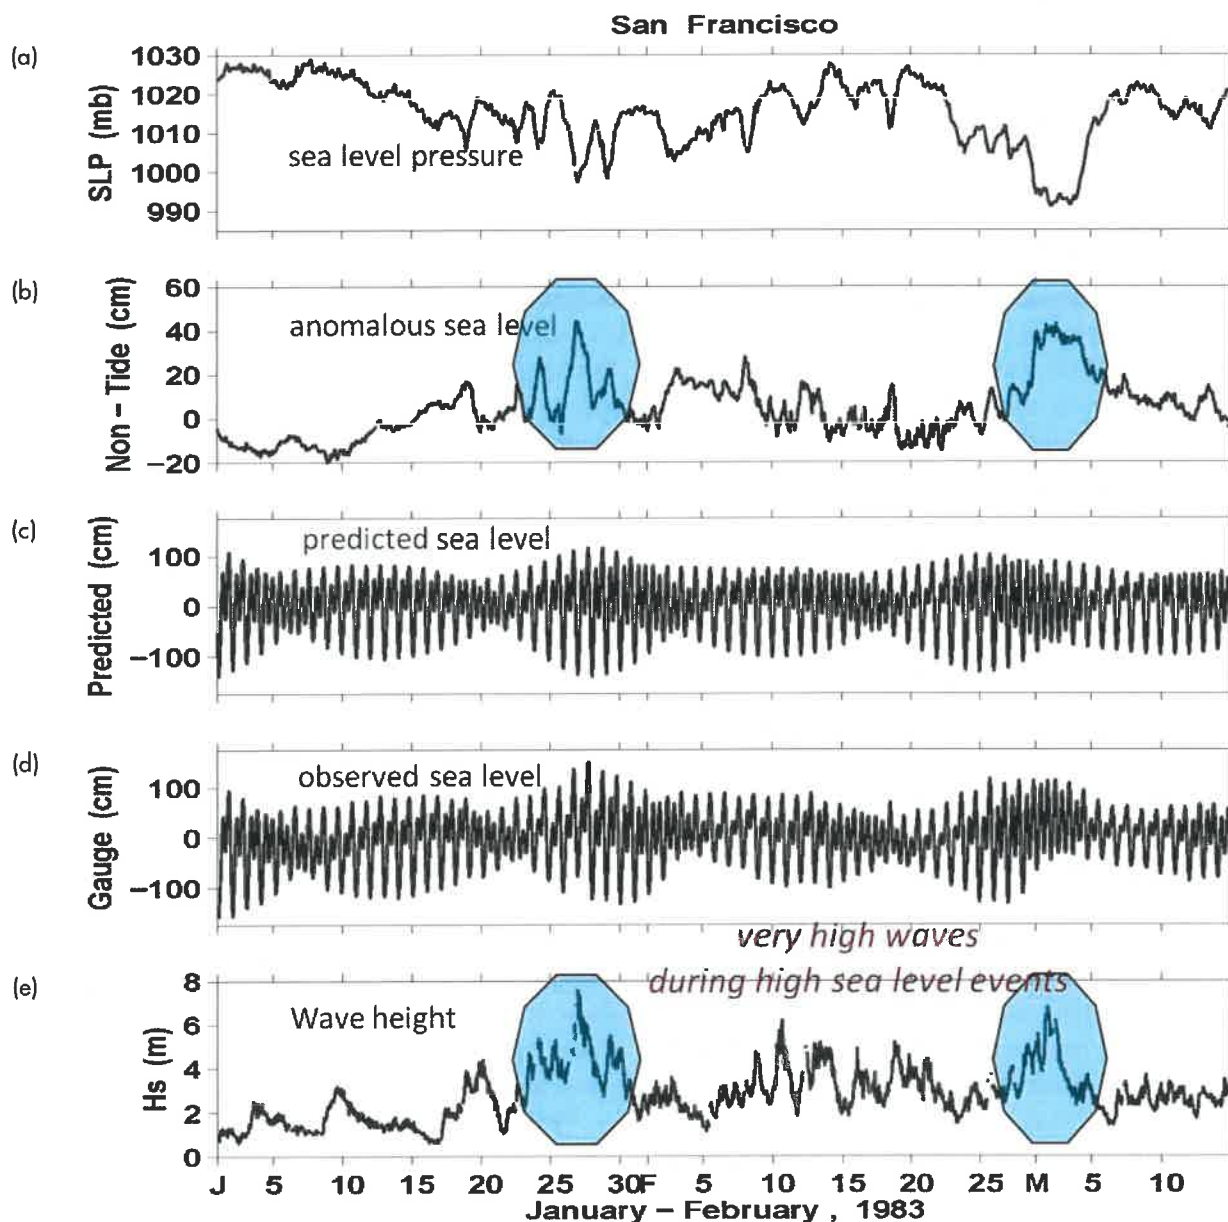 San Francisco
(a)
SLP (mb)
1030
1020
1010
1000
990
sea level pressure
(b)
Non – Tide (cm)
60
40
20
0
–20
anomalous sea level
(c)
Predicted (cm)
100
0
–100
predicted sea level
(d)
Gauge (cm)
100
0
–100
observed sea level
very high waves
during high sea level events
(e)
Hs (m)
8
6
4
2
0
Wave height
J 5 10 15 20 25 30 F 5 10 15 20 25 M 5 10
January – February , 1983